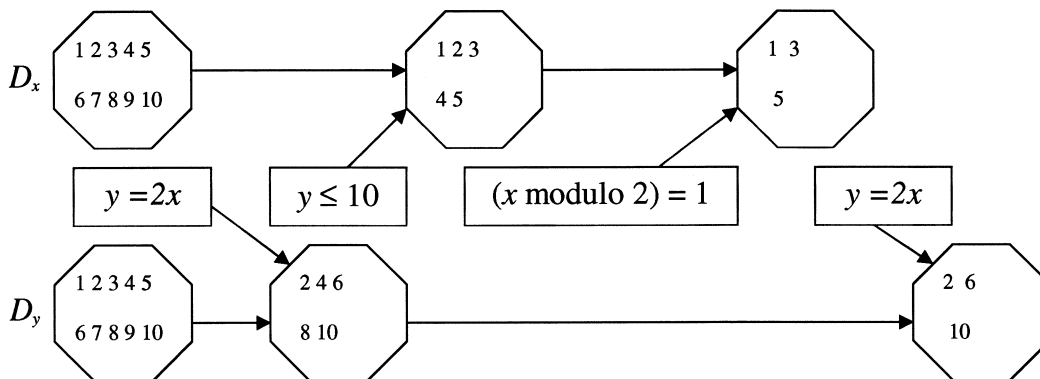 1 2 3 4 5
1 2 3
1 3
Dx
6 7 8 9 10
4 5
5
y =2x
y ≤ 10
(x modulo 2) = 1
y =2x
1 2 3 4 5
2 4 6
2 6
Dy
6 7 8 9 10
8 10
10